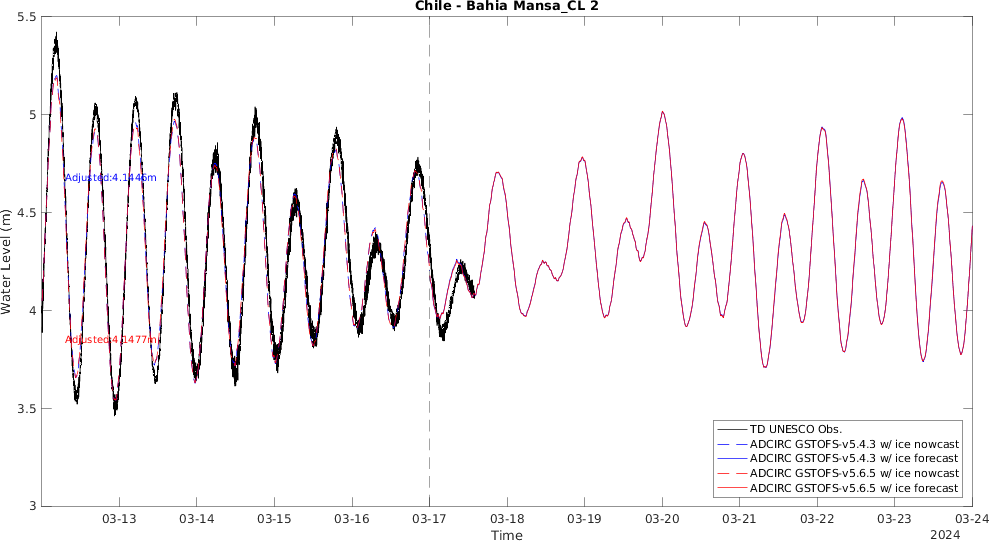 Chile - Bahia Mansa_CL 2
5.5
5
4.5
4
3.5
3
Water Level (m)
Adjusted:4.1446m
Adjusted:4.1477m
TD UNESCO Obs.
ADCIRC GSTOFS-v5.4.3 w/ ice nowcast
ADCIRC GSTOFS-v5.4.3 w/ ice forecast
ADCIRC GSTOFS-v5.6.5 w/ ice nowcast
ADCIRC GSTOFS-v5.6.5 w/ ice forecast
03-13 03-14 03-15 03-16 03-17 03-18 03-19 03-20 03-21 03-22 03-23 03-24
Time
2024